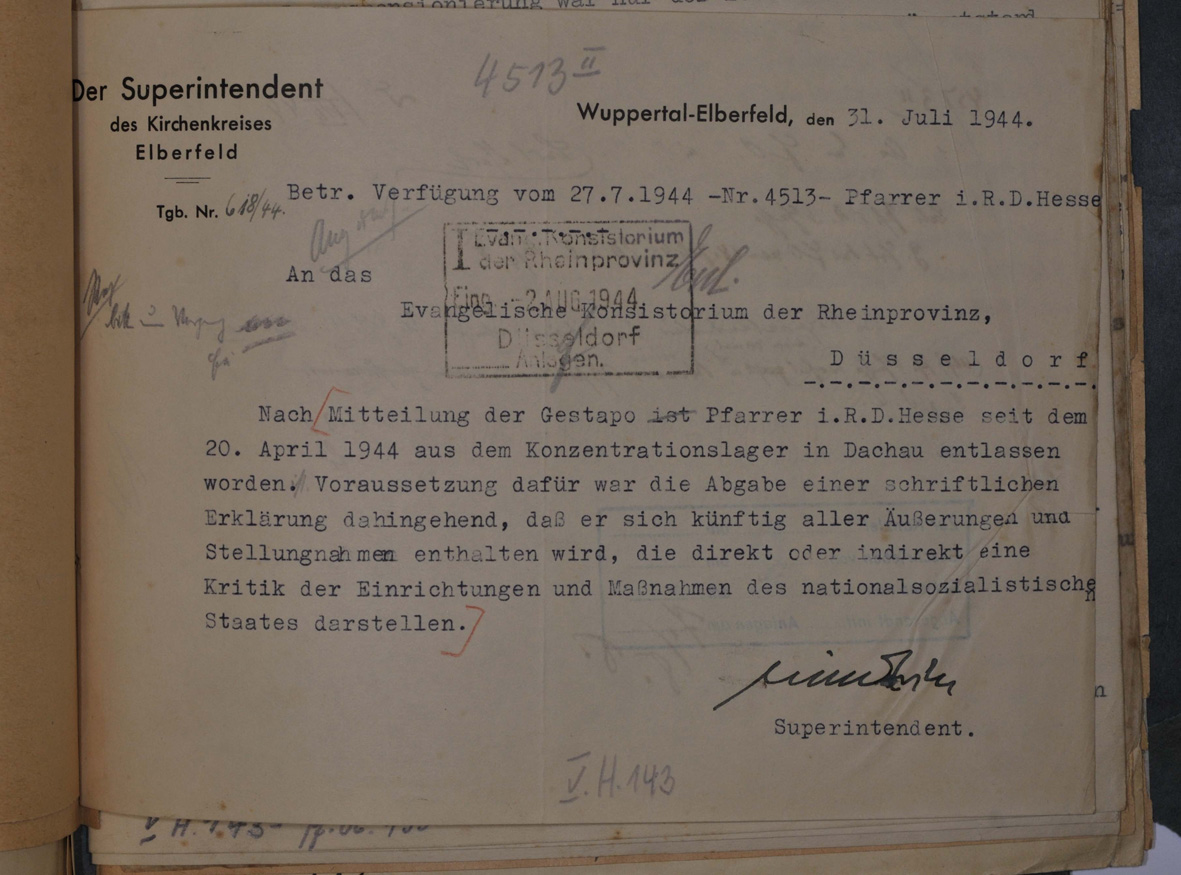 4513 II
Der Superintendent
des Kirchenkreises
Elberfeld
Wuppertal-Elberfeld, den 31. Juli 1944.
Tgb. Nr. 618/44.
Betr. Verfügung vom 27.7.1944 -Nr.4513- Pfarrer i.R.D.Hesse
Evang. Konsistorium
der Rheinprovinz
Eing. -2 AUG 1944
Düsseldorf
Anlagen.
An das
Evangelische Konsistorium der Rheinprovinz,
Düsseldorf
Nach Mitteilung der Gestapo ist Pfarrer i.R.D.Hesse seit dem
20. April 1944 aus dem Konzentrationslager in Dachau entlassen
worden. Voraussetzung dafür war die Abgabe einer schriftlichen
Erklärung dahingehend, daß er sich künftig aller Äußerungen und
Stellungnahmen enthalten wird, die direkt oder indirekt eine
Kritik der Einrichtungen und Maßnahmen des nationalsozialistischen
Staates darstellen.
Superintendent.
V.H.143